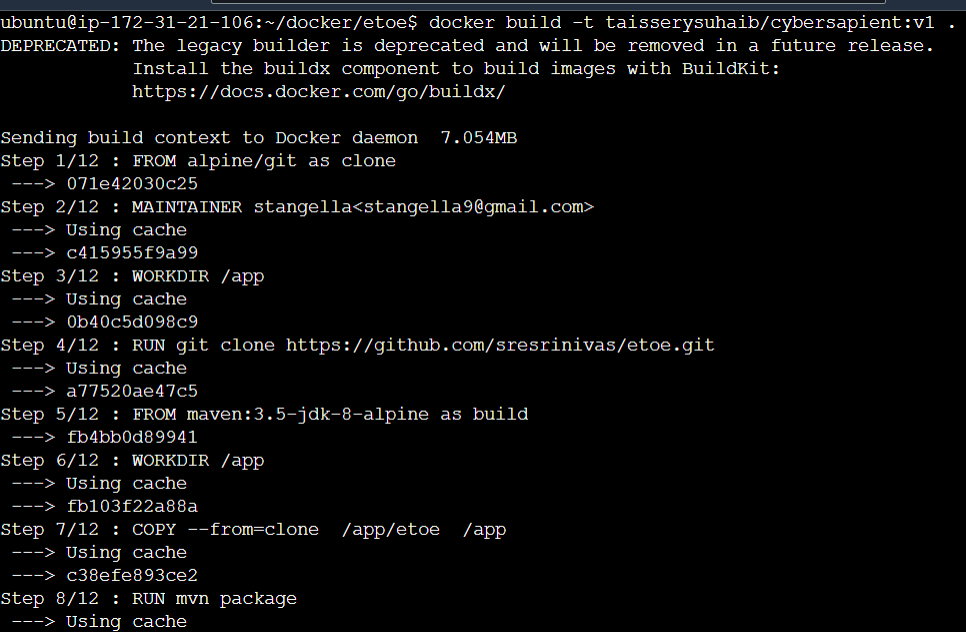 ubuntu@ip-172-31-21-106:~/docker/etoe$ docker build -t taisserysuhaib/cybersapient:v1 .
DEPRECATED: The legacy builder is deprecated and will be removed in a future release.
            Install the buildx component to build images with BuildKit:
            https://docs.docker.com/go/buildx/

Sending build context to Docker daemon  7.054MB
Step 1/12 : FROM alpine/git as clone
 ---> 071e42030c25
Step 2/12 : MAINTAINER stangella<stangella9@gmail.com>
 ---> Using cache
 ---> c415955f9a99
Step 3/12 : WORKDIR /app
 ---> Using cache
 ---> 0b40c5d098c9
Step 4/12 : RUN git clone https://github.com/sresrinivas/etoe.git
 ---> Using cache
 ---> a77520ae47c5
Step 5/12 : FROM maven:3.5-jdk-8-alpine as build
 ---> fb4bb0d89941
Step 6/12 : WORKDIR /app
 ---> Using cache
 ---> fb103f22a88a
Step 7/12 : COPY --from=clone  /app/etoe  /app
 ---> Using cache
 ---> c38efe893ce2
Step 8/12 : RUN mvn package
 ---> Using cache